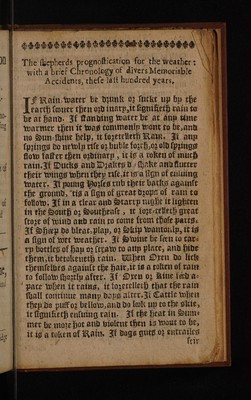 The shepherds prognostication for the weather:
with a brief Chronology of divers Memorable
Accidents, these last hundred years.
IF Rain water be drunk or suckt up by the
earth sooner then ordinary, it signifieth rain to
be at hand. If standing water be at any time
warmer then it was commonly wont to be, and
no Sun-shine help, it foretelleth Rain. If any
springs do newly rise or buble forth, or old springs
flow faster then ordinary, it is a token of much
rain. If Ducks and Drakes shake and flutter
their wings when they rise, it is a sign of ensuing
water. If young Horses rub their backs against
the ground, 'tis a sign of great drops of rain to
follow. If in a clear and Starry night it lighten
in the South or Southeast, it foretelleth great
store of wind and rain to come from those parts.
If Sheep do bleat, play, or skip wantonly, it is
a sign of wet weather. If Swine be seen to car-
ry bottles of hay or straw to any place, and hide
them, it betokeneth rain. When Oxen do lick
themselves against the hair, it is a token of rain
to follow shortly after. If Oxen or Kine feed a-
pace when it rains, it foretelleth that the rain
shall continue many days after. If Cattle when
they do puff or bellow, and do look up to the skie,
it signifieth ensuing rain. If the heat in Sum-
mer be more hot and violent then is wont to be,
it is a token of Rain. If dogs guts or entrailes
stir